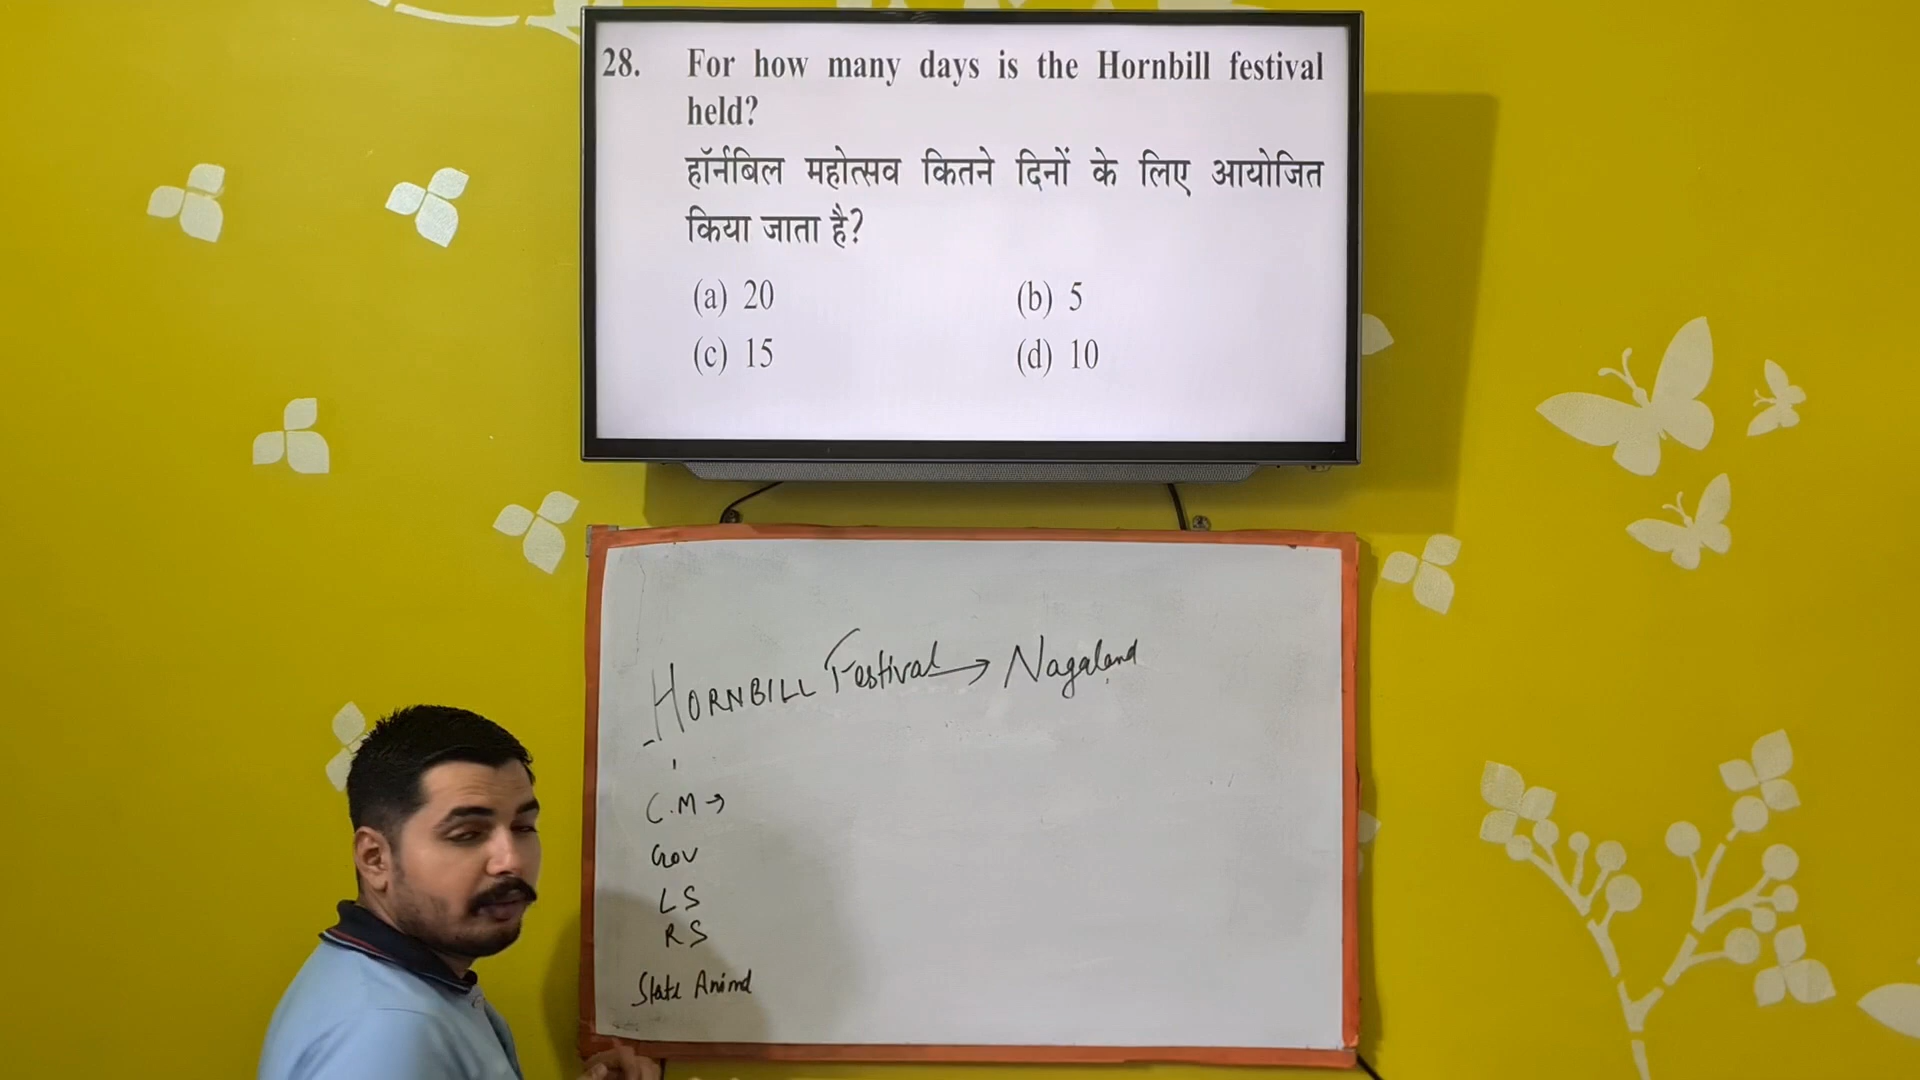 28. For how many days is the Hornbill festival
held?
हॉर्नबिल महोत्सव कितने दिनों के लिए आयोजित
किया जाता है?
(a) 20 (b) 5
(c) 15 (d) 10
HORNBILL Festival → Nagaland
C.M →
Gov
LS
RS
State Animal